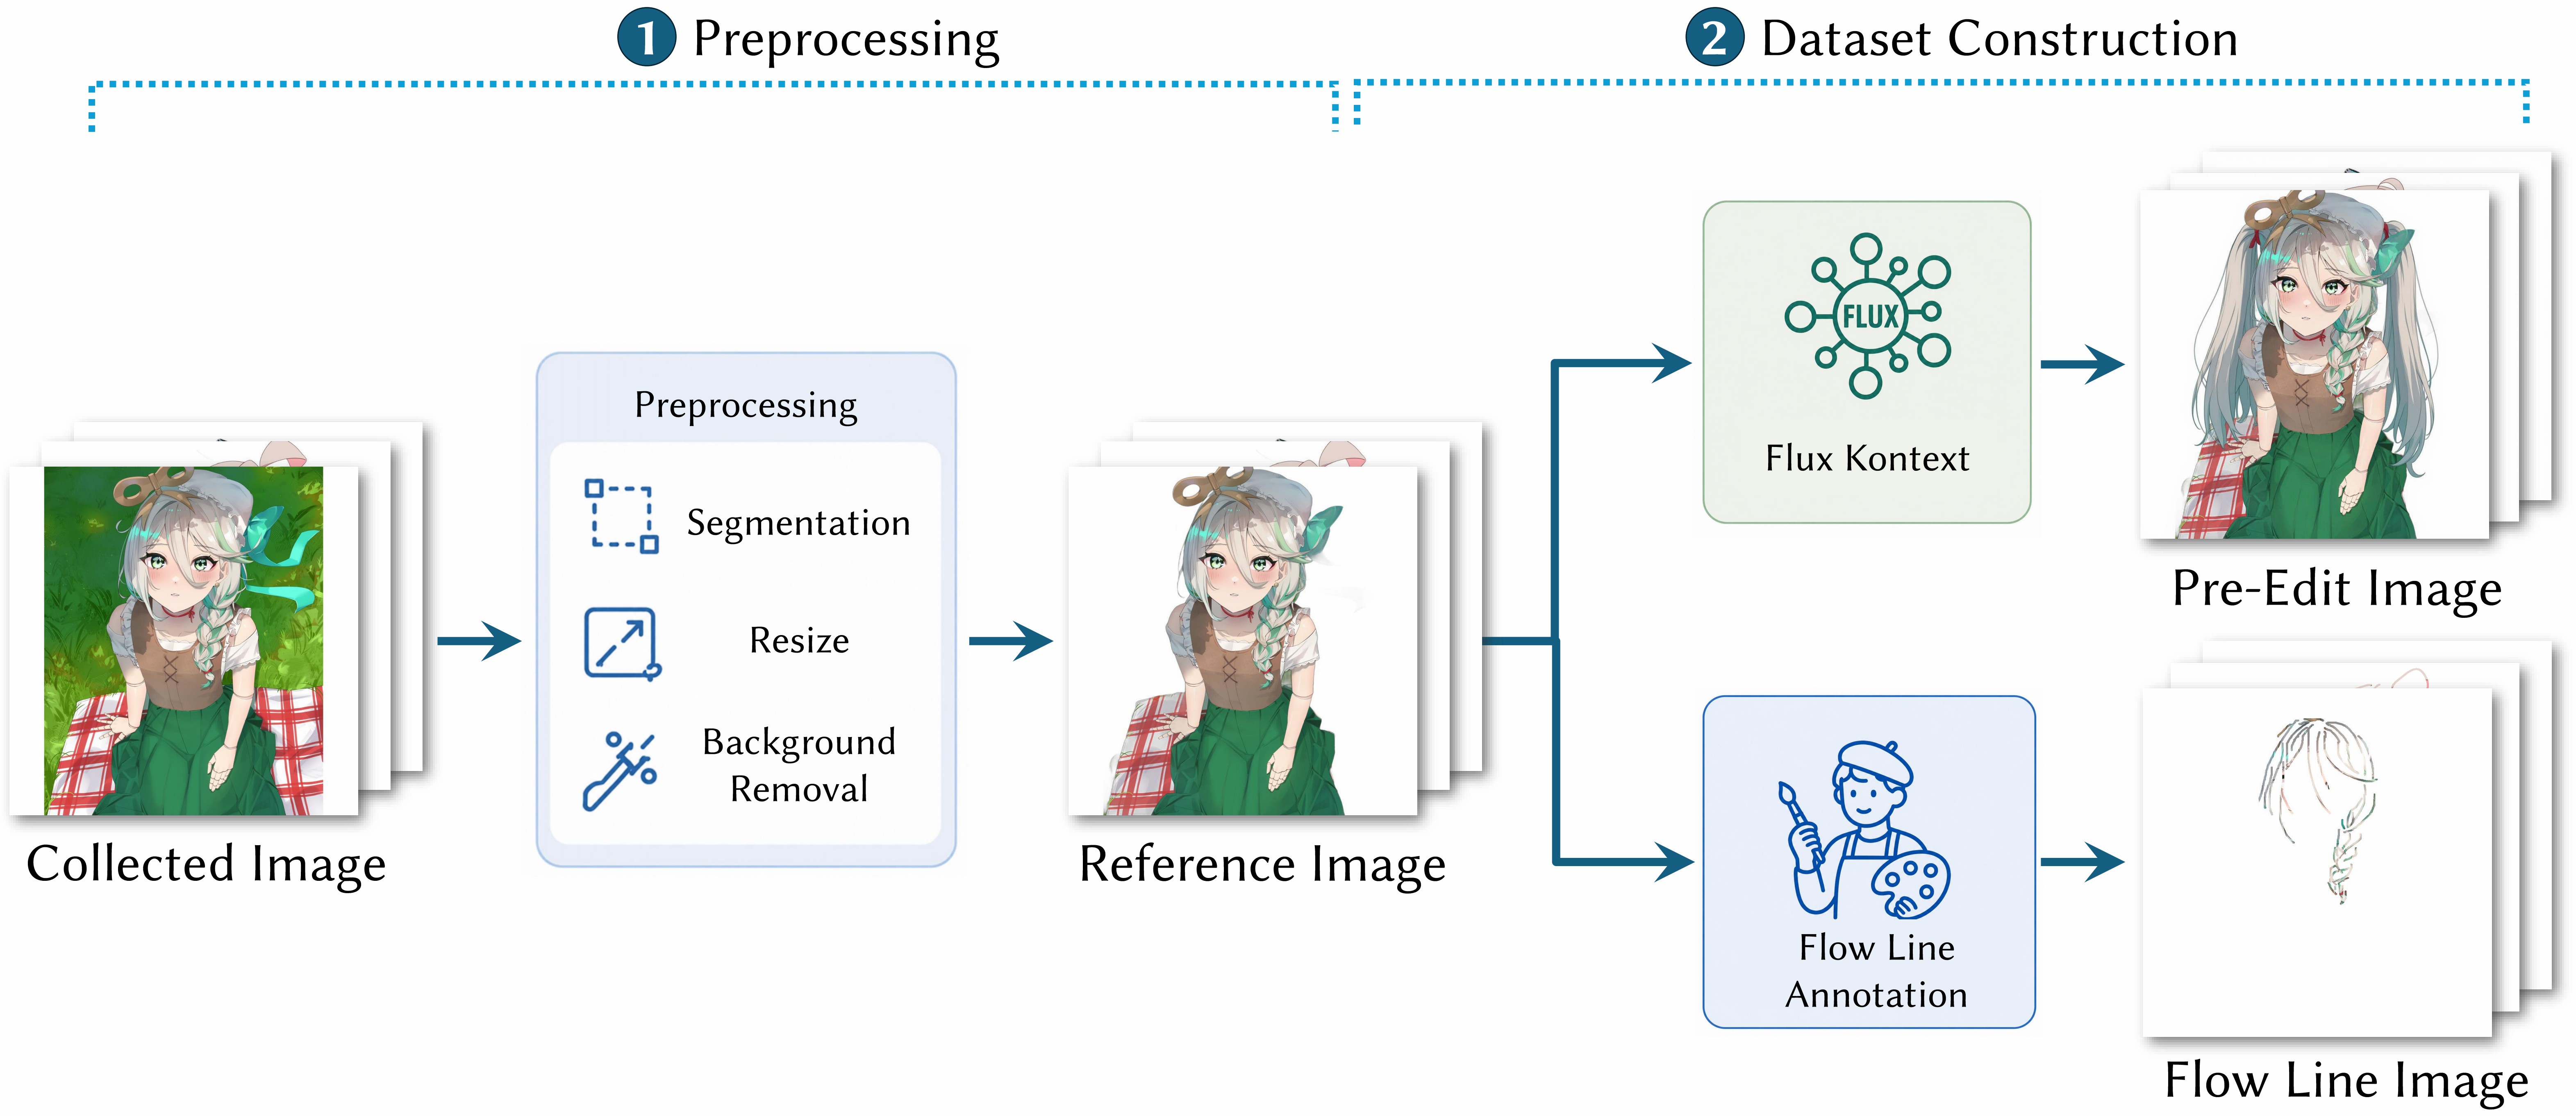 1 Preprocessing
2 Dataset Construction
Preprocessing
Segmentation
Resize
Background
Removal
Collected Image
Reference Image
FLUX
Flux Kontext
Pre-Edit Image
Flow Line
Annotation
Flow Line Image